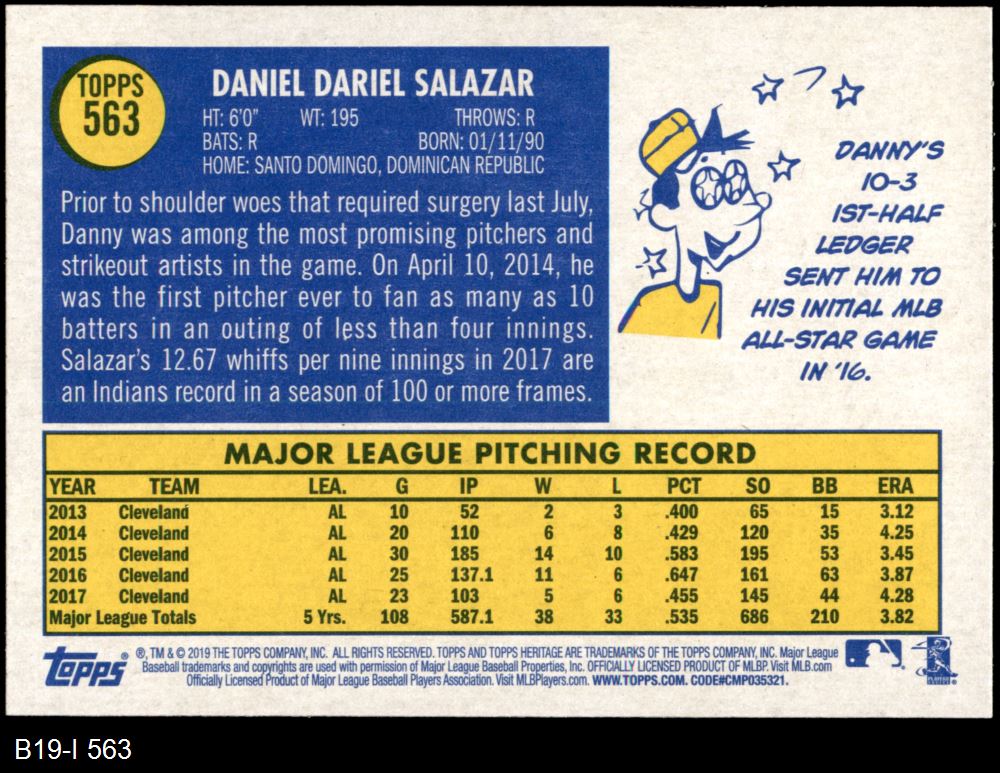 TOPPS
563
DANIEL DARIEL SALAZAR
HT: 6'0" WT: 195 THROWS: R
BATS: R BORN: 01/11/90
HOME: SANTO DOMINGO, DOMINICAN REPUBLIC
Prior to shoulder woes that required surgery last July,
Danny was among the most promising pitchers and
strikeout artists in the game. On April 10, 2014, he
was the first pitcher ever to fan as many as 10
batters in an outing of less than four innings.
Salazar's 12.67 whiffs per nine innings in 2017 are
an Indians record in a season of 100 or more frames.
DANNY'S
10-3
1ST-HALF
LEDGER
SENT HIM TO
HIS INITIAL MLB
ALL-STAR GAME
IN '16.
MAJOR LEAGUE PITCHING RECORD
YEAR TEAM LEA. G IP W L PCT SO BB ERA
2013 Cleveland AL 10 52 2 3 .400 65 15 3.12
2014 Cleveland AL 20 110 6 8 .429 120 35 4.25
2015 Cleveland AL 30 185 14 10 .583 195 53 3.45
2016 Cleveland AL 25 137.1 11 6 .647 161 63 3.87
2017 Cleveland AL 23 103 5 6 .455 145 44 4.28
Major League Totals 5 Yrs. 108 587.1 38 33 .535 686 210 3.82
Topps ®
®, TM & © 2019 THE TOPPS COMPANY, INC. ALL RIGHTS RESERVED. TOPPS AND TOPPS HERITAGE ARE TRADEMARKS OF THE TOPPS COMPANY, INC. Major League
Baseball trademarks and copyrights are used with permission of Major League Baseball Properties, Inc. OFFICIALLY LICENSED PRODUCT OF MLBP. Visit MLB.com
Officially Licensed Product of Major League Baseball Players Association. Visit MLBPlayers.com. WWW.TOPPS.COM. CODE#CMP035321.
B19-I 563